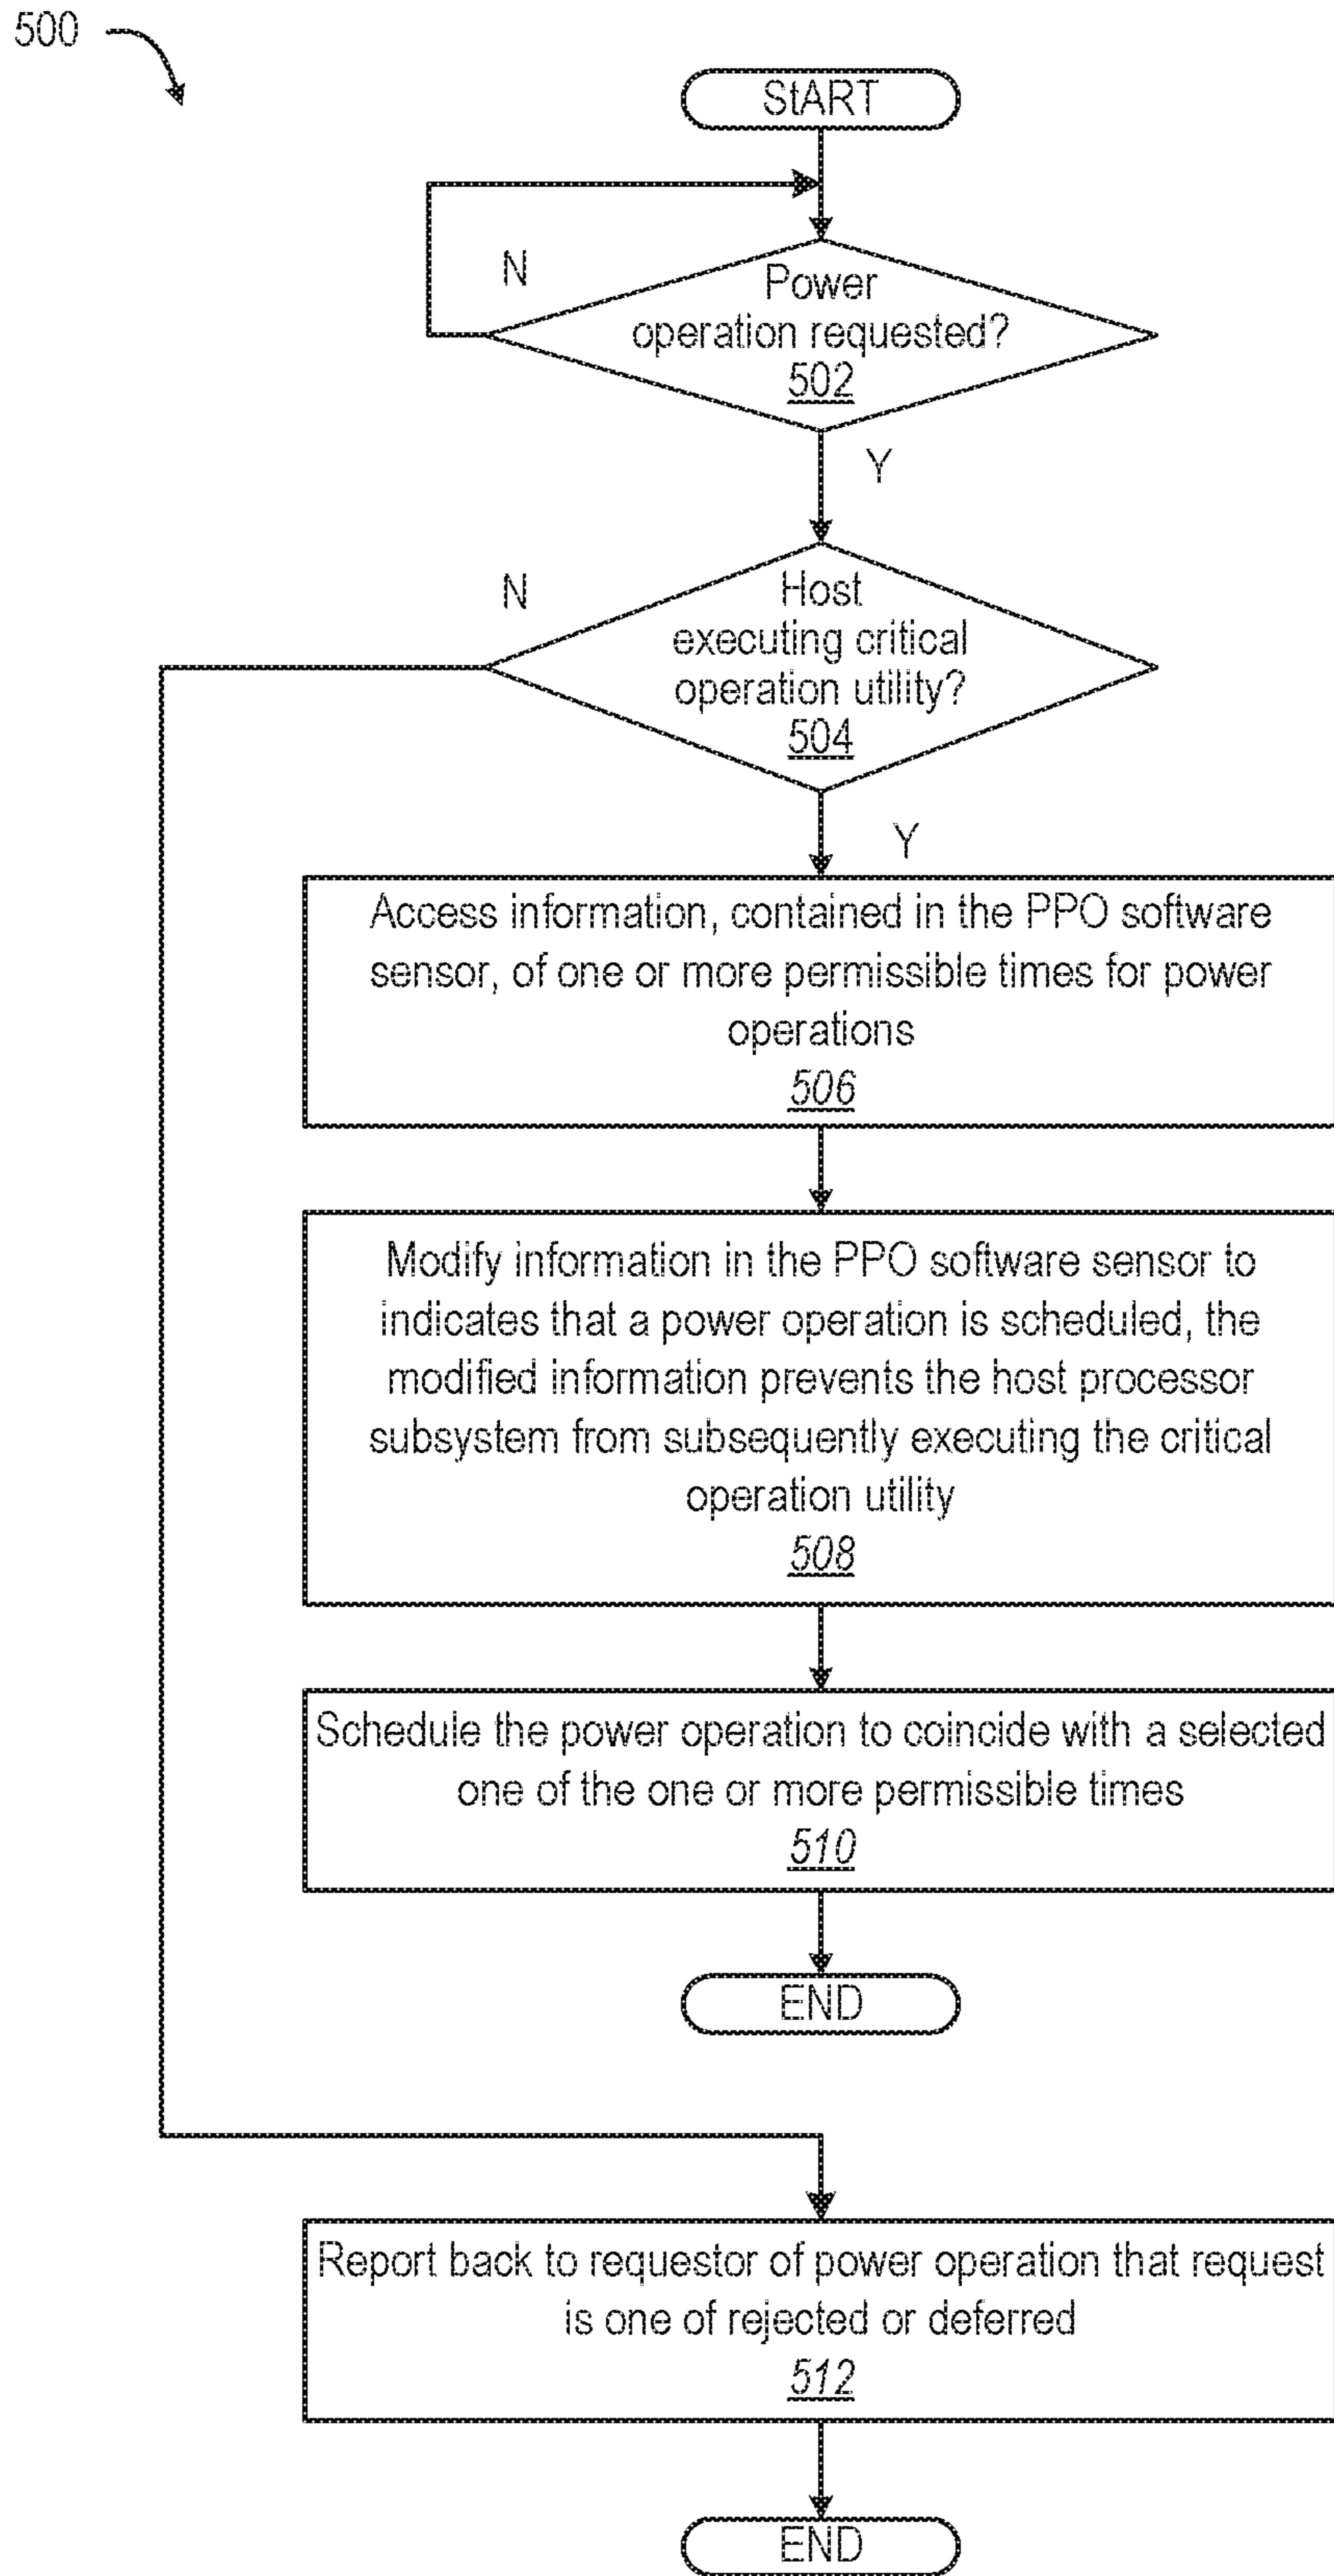 500
StART
N
Power
operation requested?
502
Y
N
Host
executing critical
operation utility?
504
Y
Access information, contained in the PPO software
sensor, of one or more permissible times for power
operations
506
Modify information in the PPO software sensor to
indicates that a power operation is scheduled, the
modified information prevents the host processor
subsystem from subsequently executing the critical
operation utility
508
Schedule the power operation to coincide with a selected
one of the one or more permissible times
510
END
Report back to requestor of power operation that request
is one of rejected or deferred
512
END